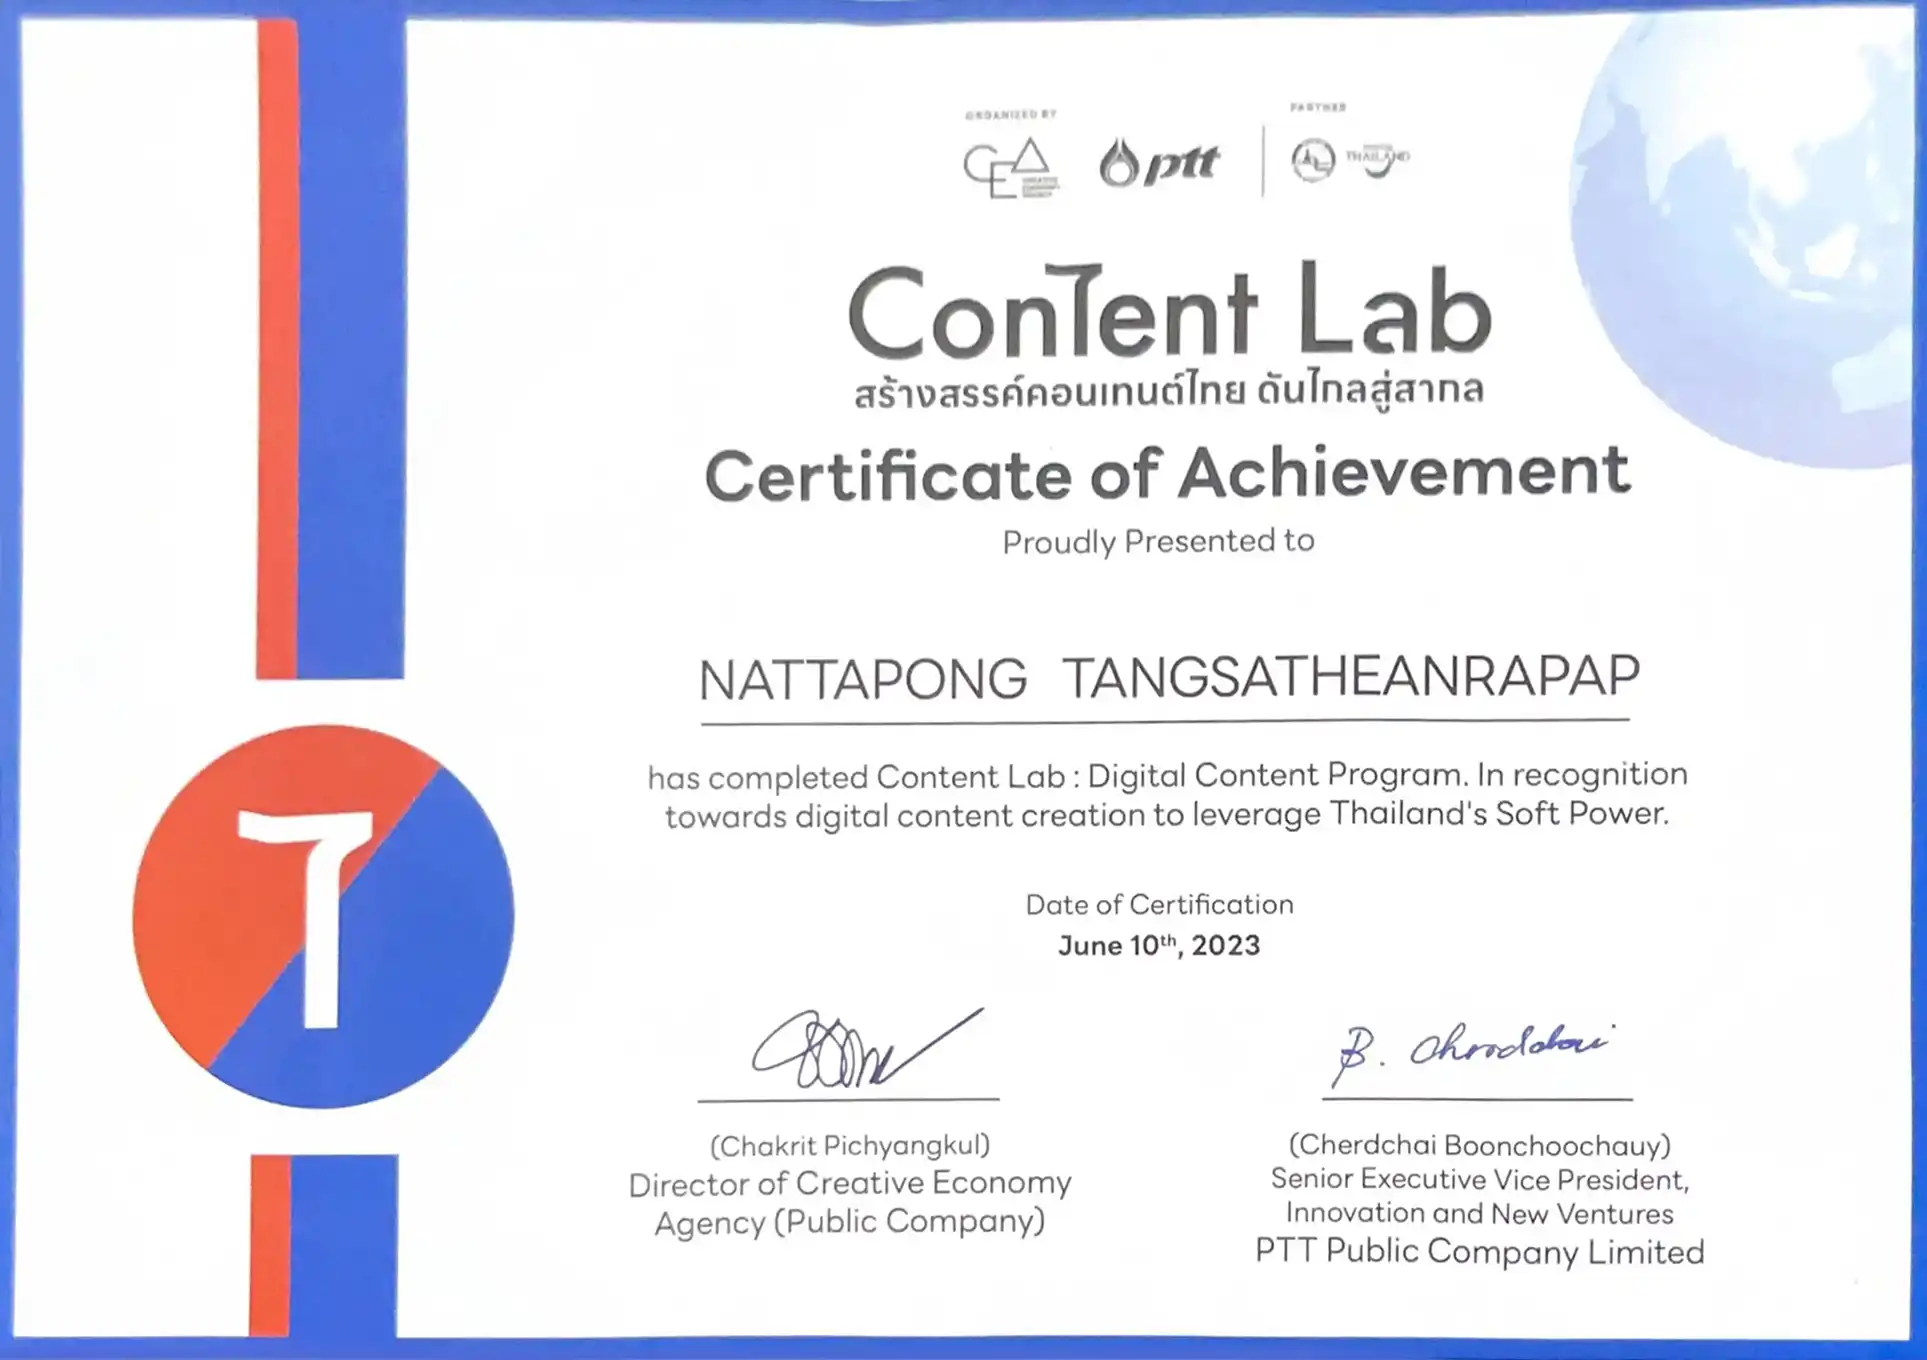 ORGANIZED BY
PARTNER
CEA
ptt
THAILAND
ConTent Lab
สร้างสรรค์คอนเทนต์ไทย ดันไกลสู่สากล
Certificate of Achievement
Proudly Presented to
NATTAPONG TANGSATHEANRAPAP
has completed Content Lab : Digital Content Program. In recognition
towards digital content creation to leverage Thailand's Soft Power.
Date of Certification
June 10th, 2023
(Chakrit Pichyangkul)
Director of Creative Economy
Agency (Public Company)
(Cherdchai Boonchoochauy)
Senior Executive Vice President,
Innovation and New Ventures
PTT Public Company Limited